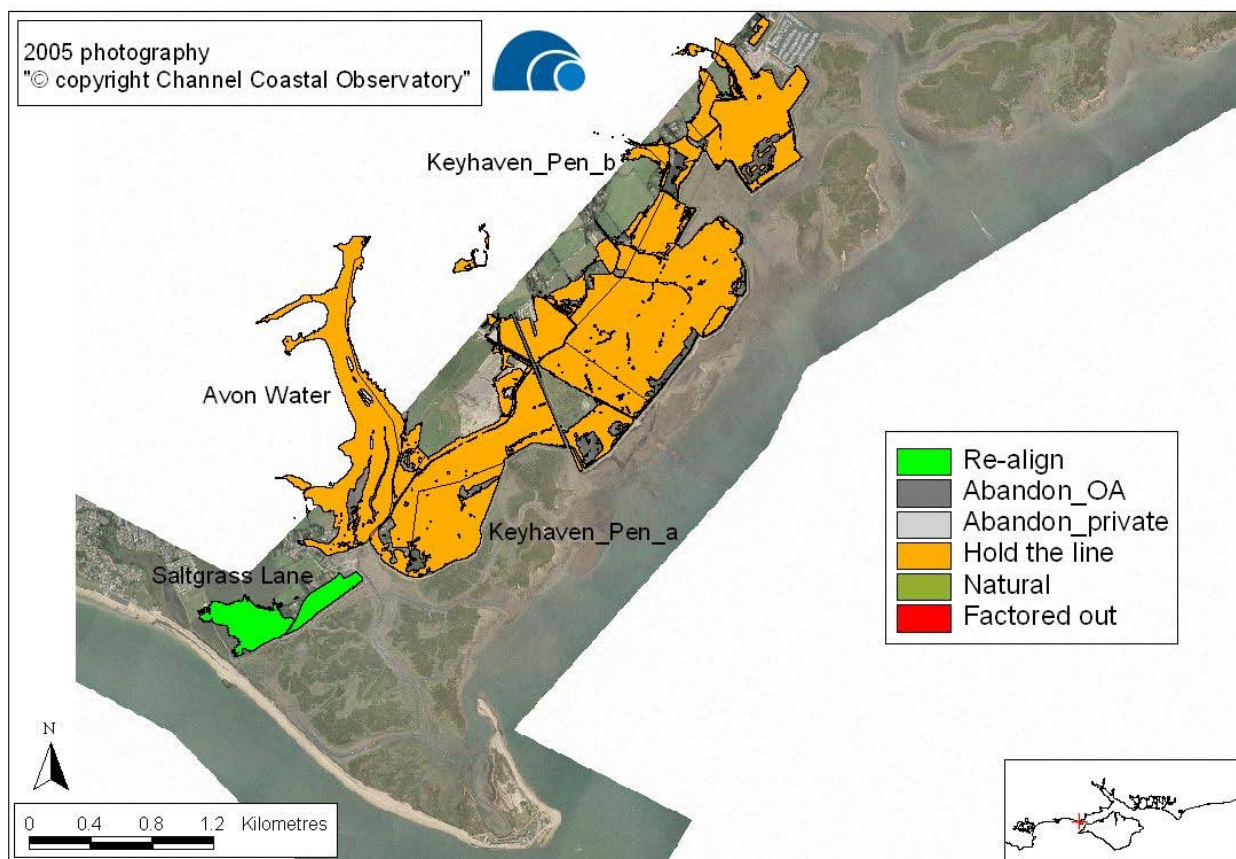 2005 photography
"© copyright Channel Coastal Observatory"
Keyhaven_Pen_b
Avon Water
Keyhaven_Pen_a
Saltgrass Lane
Re-align
Abandon_OA
Abandon_private
Hold the line
Natural
Factored out
N
0 0.4 0.8 1.2 Kilometres